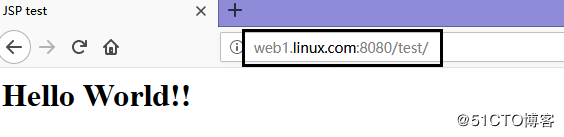 JSP test
web1.linux.com:8080/test/
Hello World!!
@51CTO博客